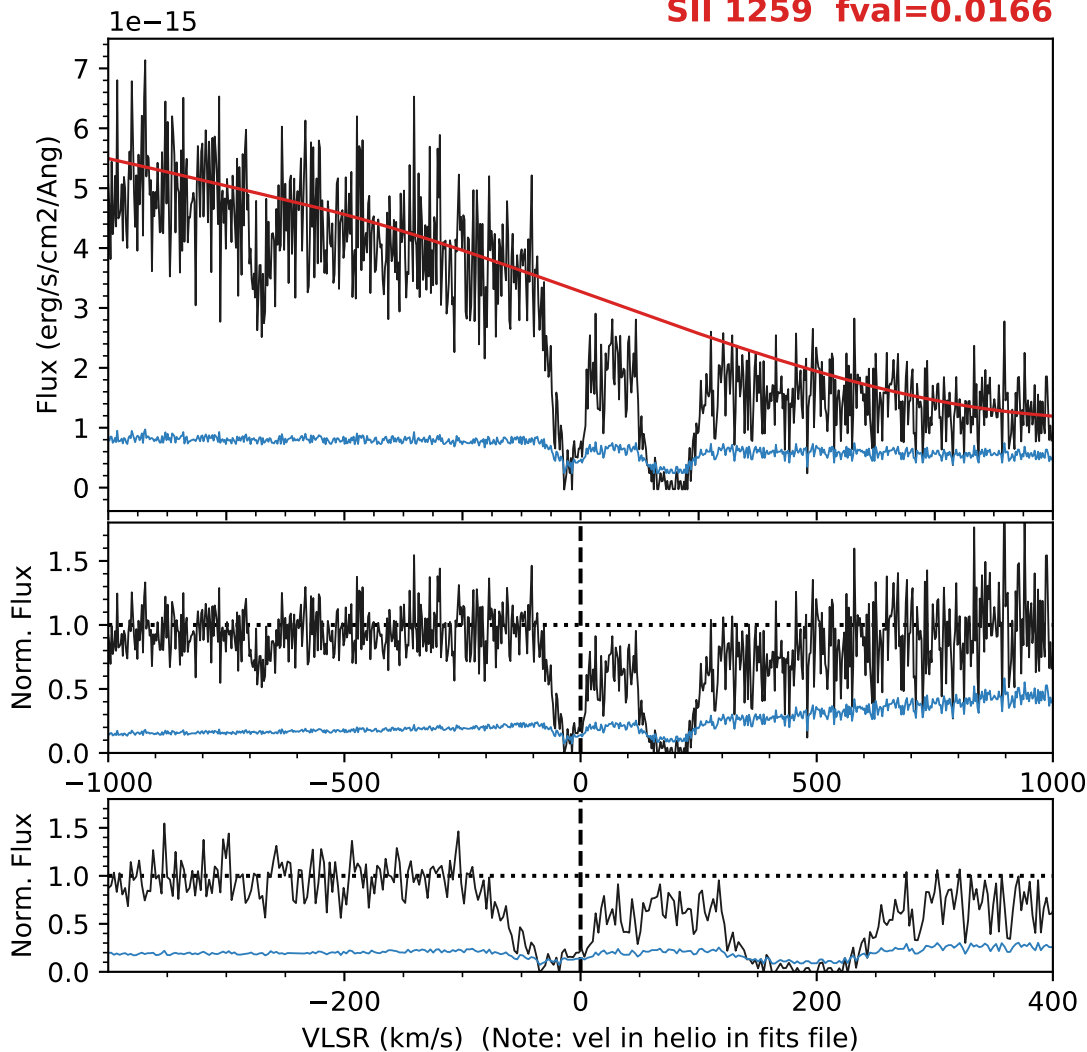 SII 1259 fval=0.0166
1e−15
7
6
5
4
3
2
1
0
Flux (erg/s/cm2/Ang)
1.5
1.0
0.5
0.0
Norm. Flux
−1000 −500 0 500 1000
1.5
1.0
0.5
0.0
Norm. Flux
−200 0 200 400
VLSR (km/s) (Note: vel in helio in fits file)